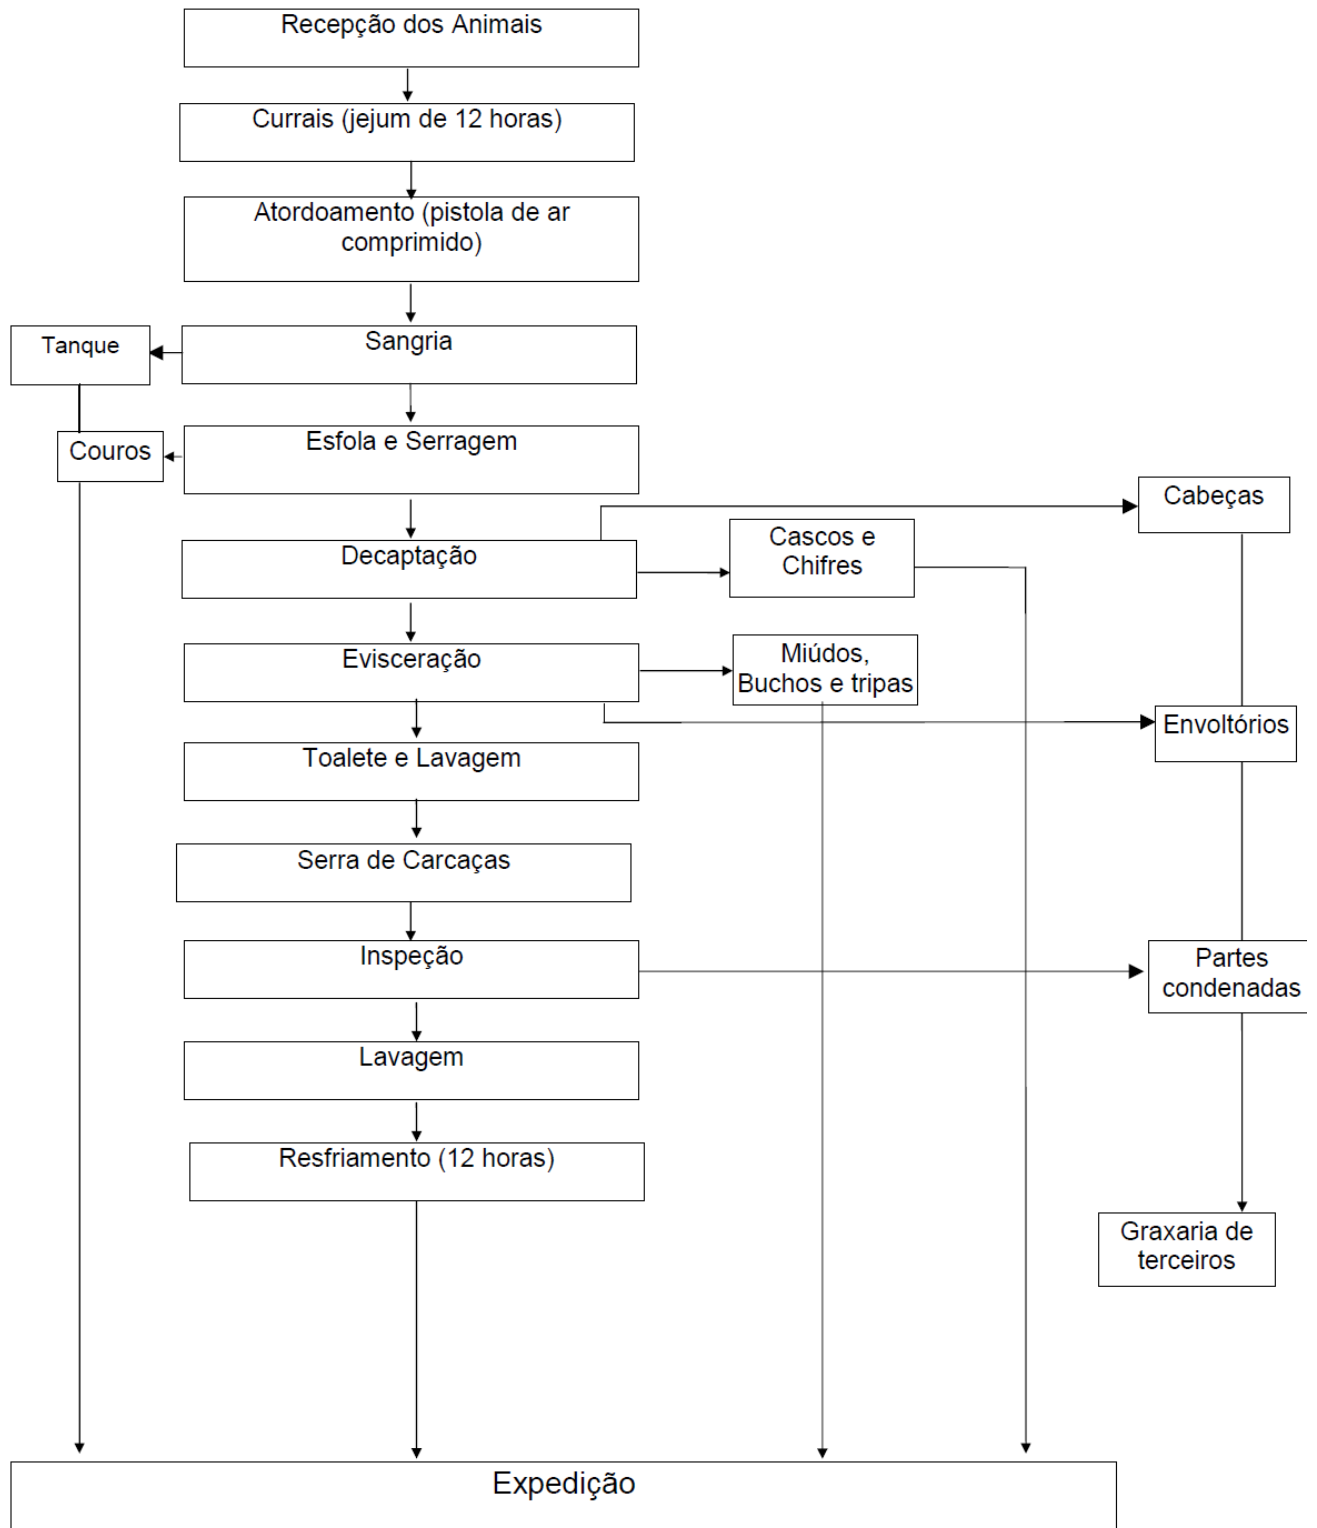 Recepção dos Animais
Currais (jejum de 12 horas)
Atordoamento (pistola de ar
comprimido)
Tanque
Sangria
Couros
Esfola e Serragem
Cabeças
Decaptação
Cascos e
Chifres
Evisceração
Miúdos,
Buchos e tripas
Envoltórios
Toalete e Lavagem
Serra de Carcaças
Inspeção
Partes
condenadas
Lavagem
Resfriamento (12 horas)
Graxaria de
terceiros
Expedição